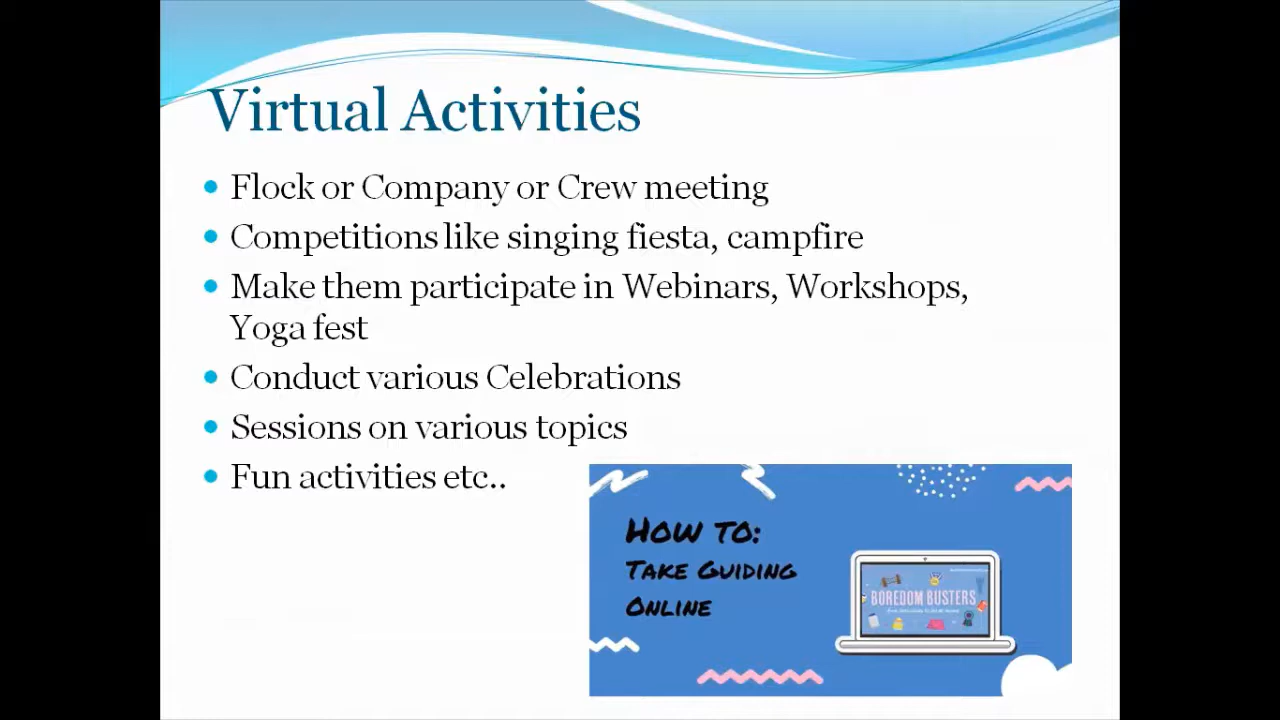 Virtual Activities
Flock or Company or Crew meeting
Competitions like singing fiesta, campfire
Make them participate in Webinars, Workshops,
Yoga fest
Conduct various Celebrations
Sessions on various topics
Fun activities etc..
How to:
Take Guiding
Online
BOREDOM BUSTERS